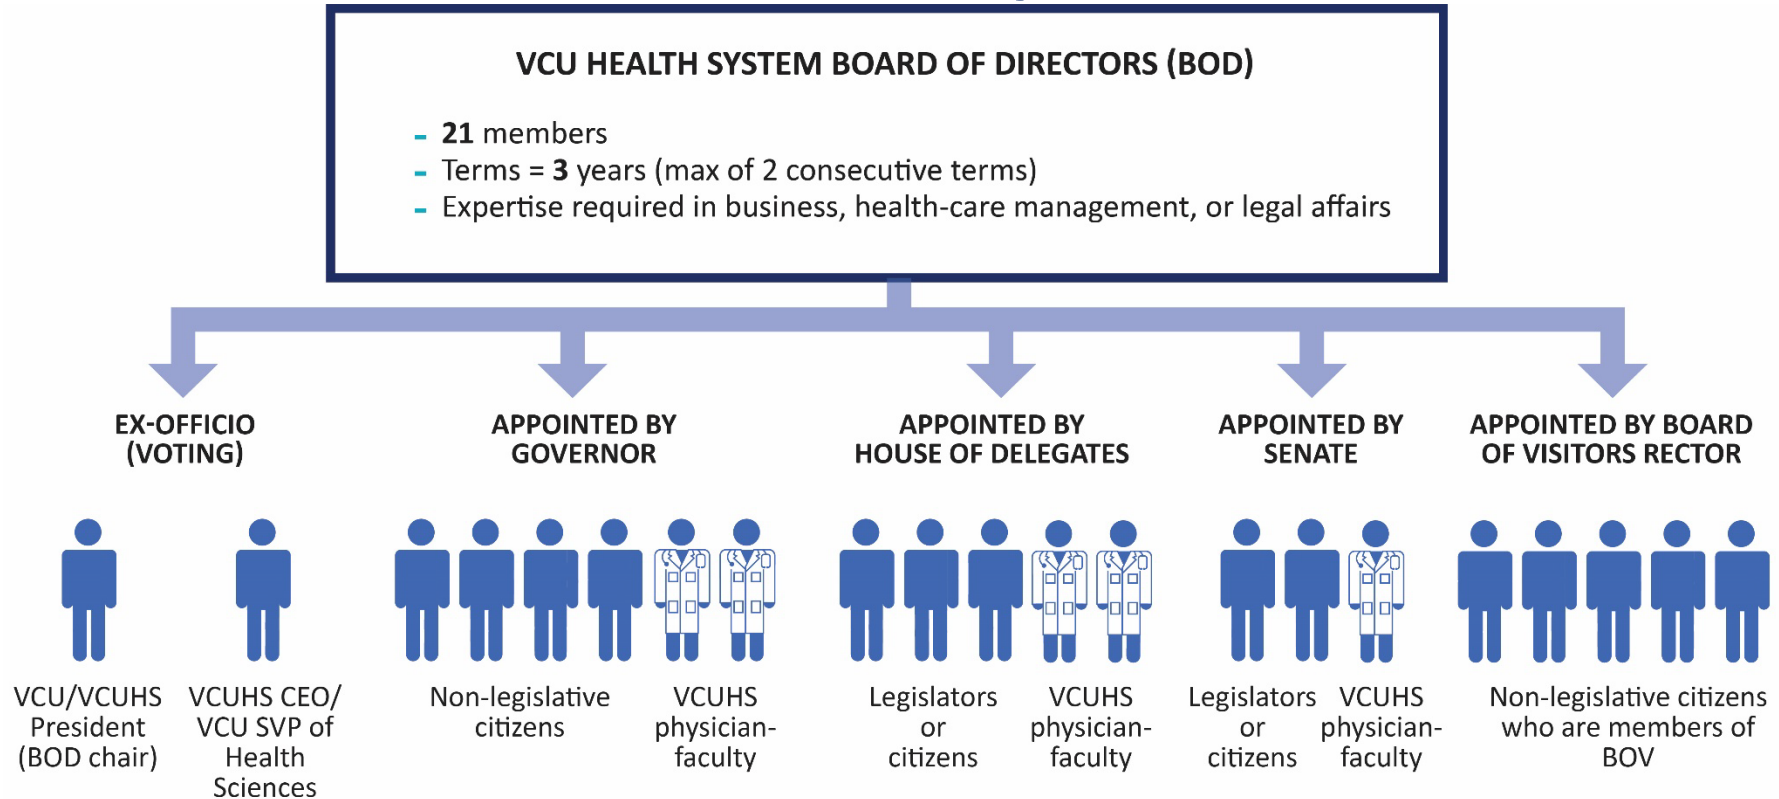 VCU HEALTH SYSTEM BOARD OF DIRECTORS (BOD)
- 21 members
- Terms = 3 years (max of 2 consecutive terms)
- Expertise required in business, health-care management, or legal affairs
EX-OFFICIO
(VOTING)
APPOINTED BY
GOVERNOR
APPOINTED BY
HOUSE OF DELEGATES
APPOINTED BY
SENATE
APPOINTED BY BOARD
OF VISITORS RECTOR
VCU/VCUHS
President
(BOD chair)
VCUHS CEO/
VCU SVP of
Health
Sciences
Non-legislative
citizens
VCUHS
physician-
faculty
Legislators
or
citizens
VCUHS
physician-
faculty
Legislators
or
citizens
VCUHS
physician-
faculty
Non-legislative citizens
who are members of
BOV